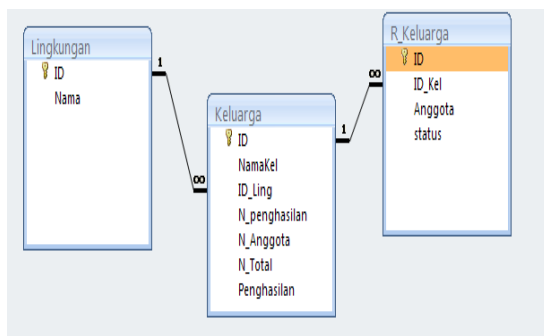 Lingkungan
ID
Nama
1
∞
Keluarga
ID
NamaKel
ID_Ling
N_penghasilan
N_Anggota
N_Total
Penghasilan
1
∞
R_Keluarga
ID
ID_Kel
Anggota
status